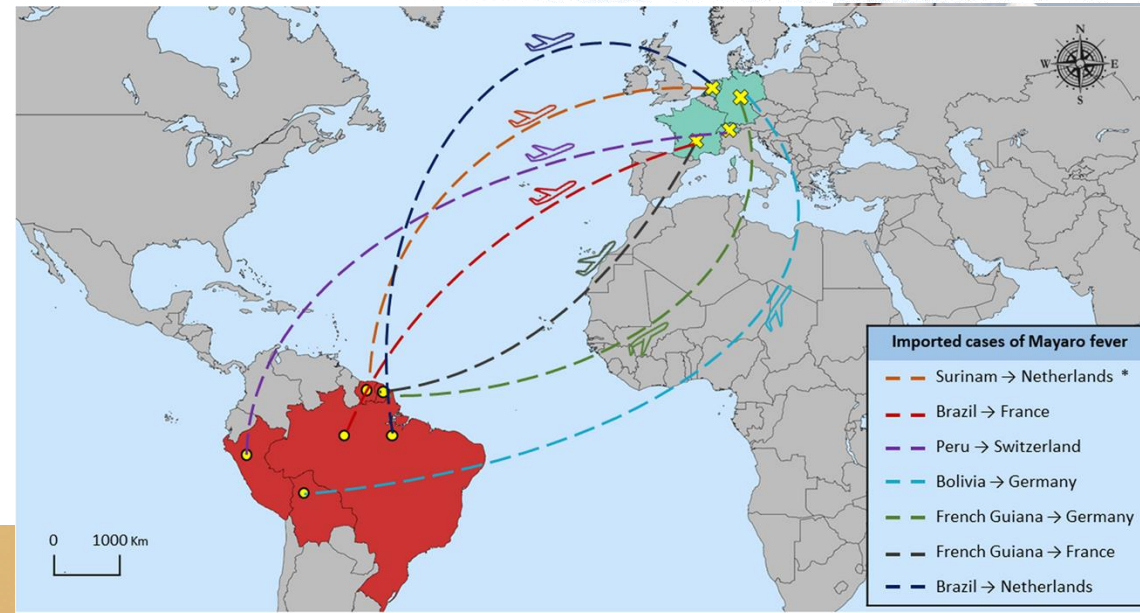 N
W E
S
Imported cases of Mayaro fever
Surinam → Netherlands *
Brazil → France
Peru → Switzerland
Bolivia → Germany
French Guiana → Germany
French Guiana → France
Brazil → Netherlands
0 1000 Km